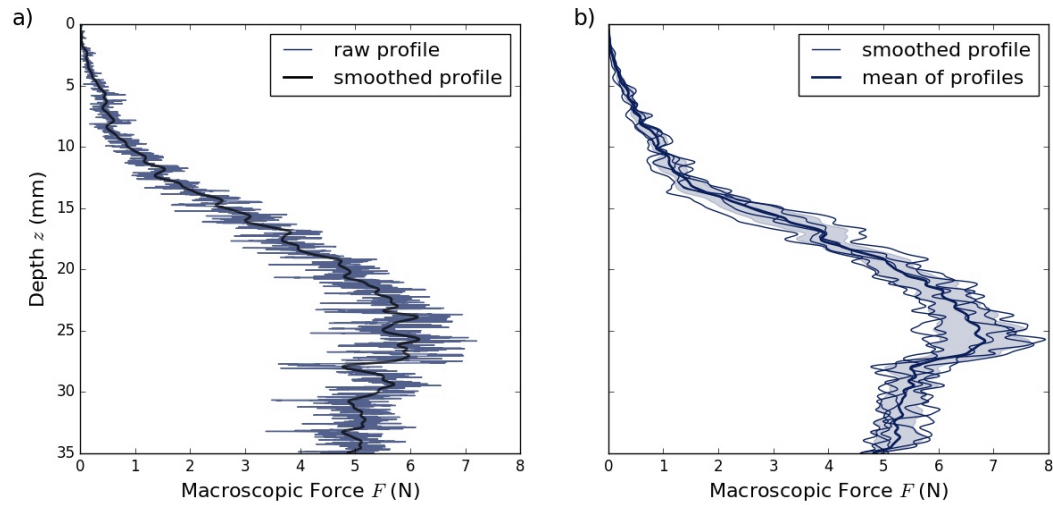 a)
raw profile
smoothed profile
0
5
10
15
20
25
30
35
Depth z (mm)
0 1 2 3 4 5 6 7 8
Macroscopic Force F (N)
b)
smoothed profile
mean of profiles
0 1 2 3 4 5 6 7 8
Macroscopic Force F (N)